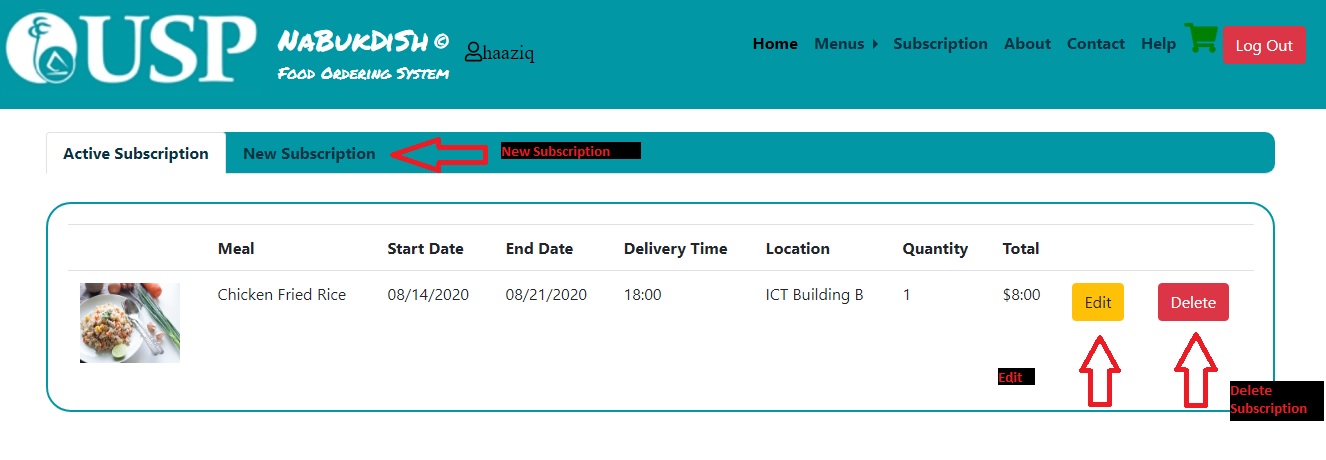 USP
NaBukDiSh ©
Food Ordering System
haaziq
Home Menus Subscription About Contact Help Log Out
Active Subscription New Subscription New Subscription
Meal Start Date End Date Delivery Time Location Quantity Total
Chicken Fried Rice 08/14/2020 08/21/2020 18:00 ICT Building B 1 $8:00 Edit Delete
Edit
Delete
Subscription